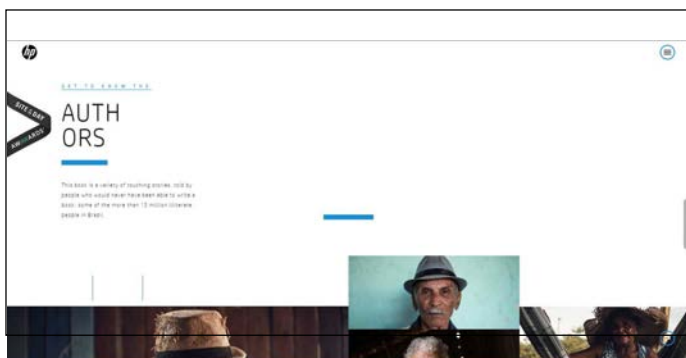 hp
GET TO KNOW THE
SITE OF THE DAY
AWWWARDS
AUTH
ORS
This book is a variety of touching stories, told by
people who would never have been able to write a
book: some of the more than 13 million illiterate
people in Brazil.